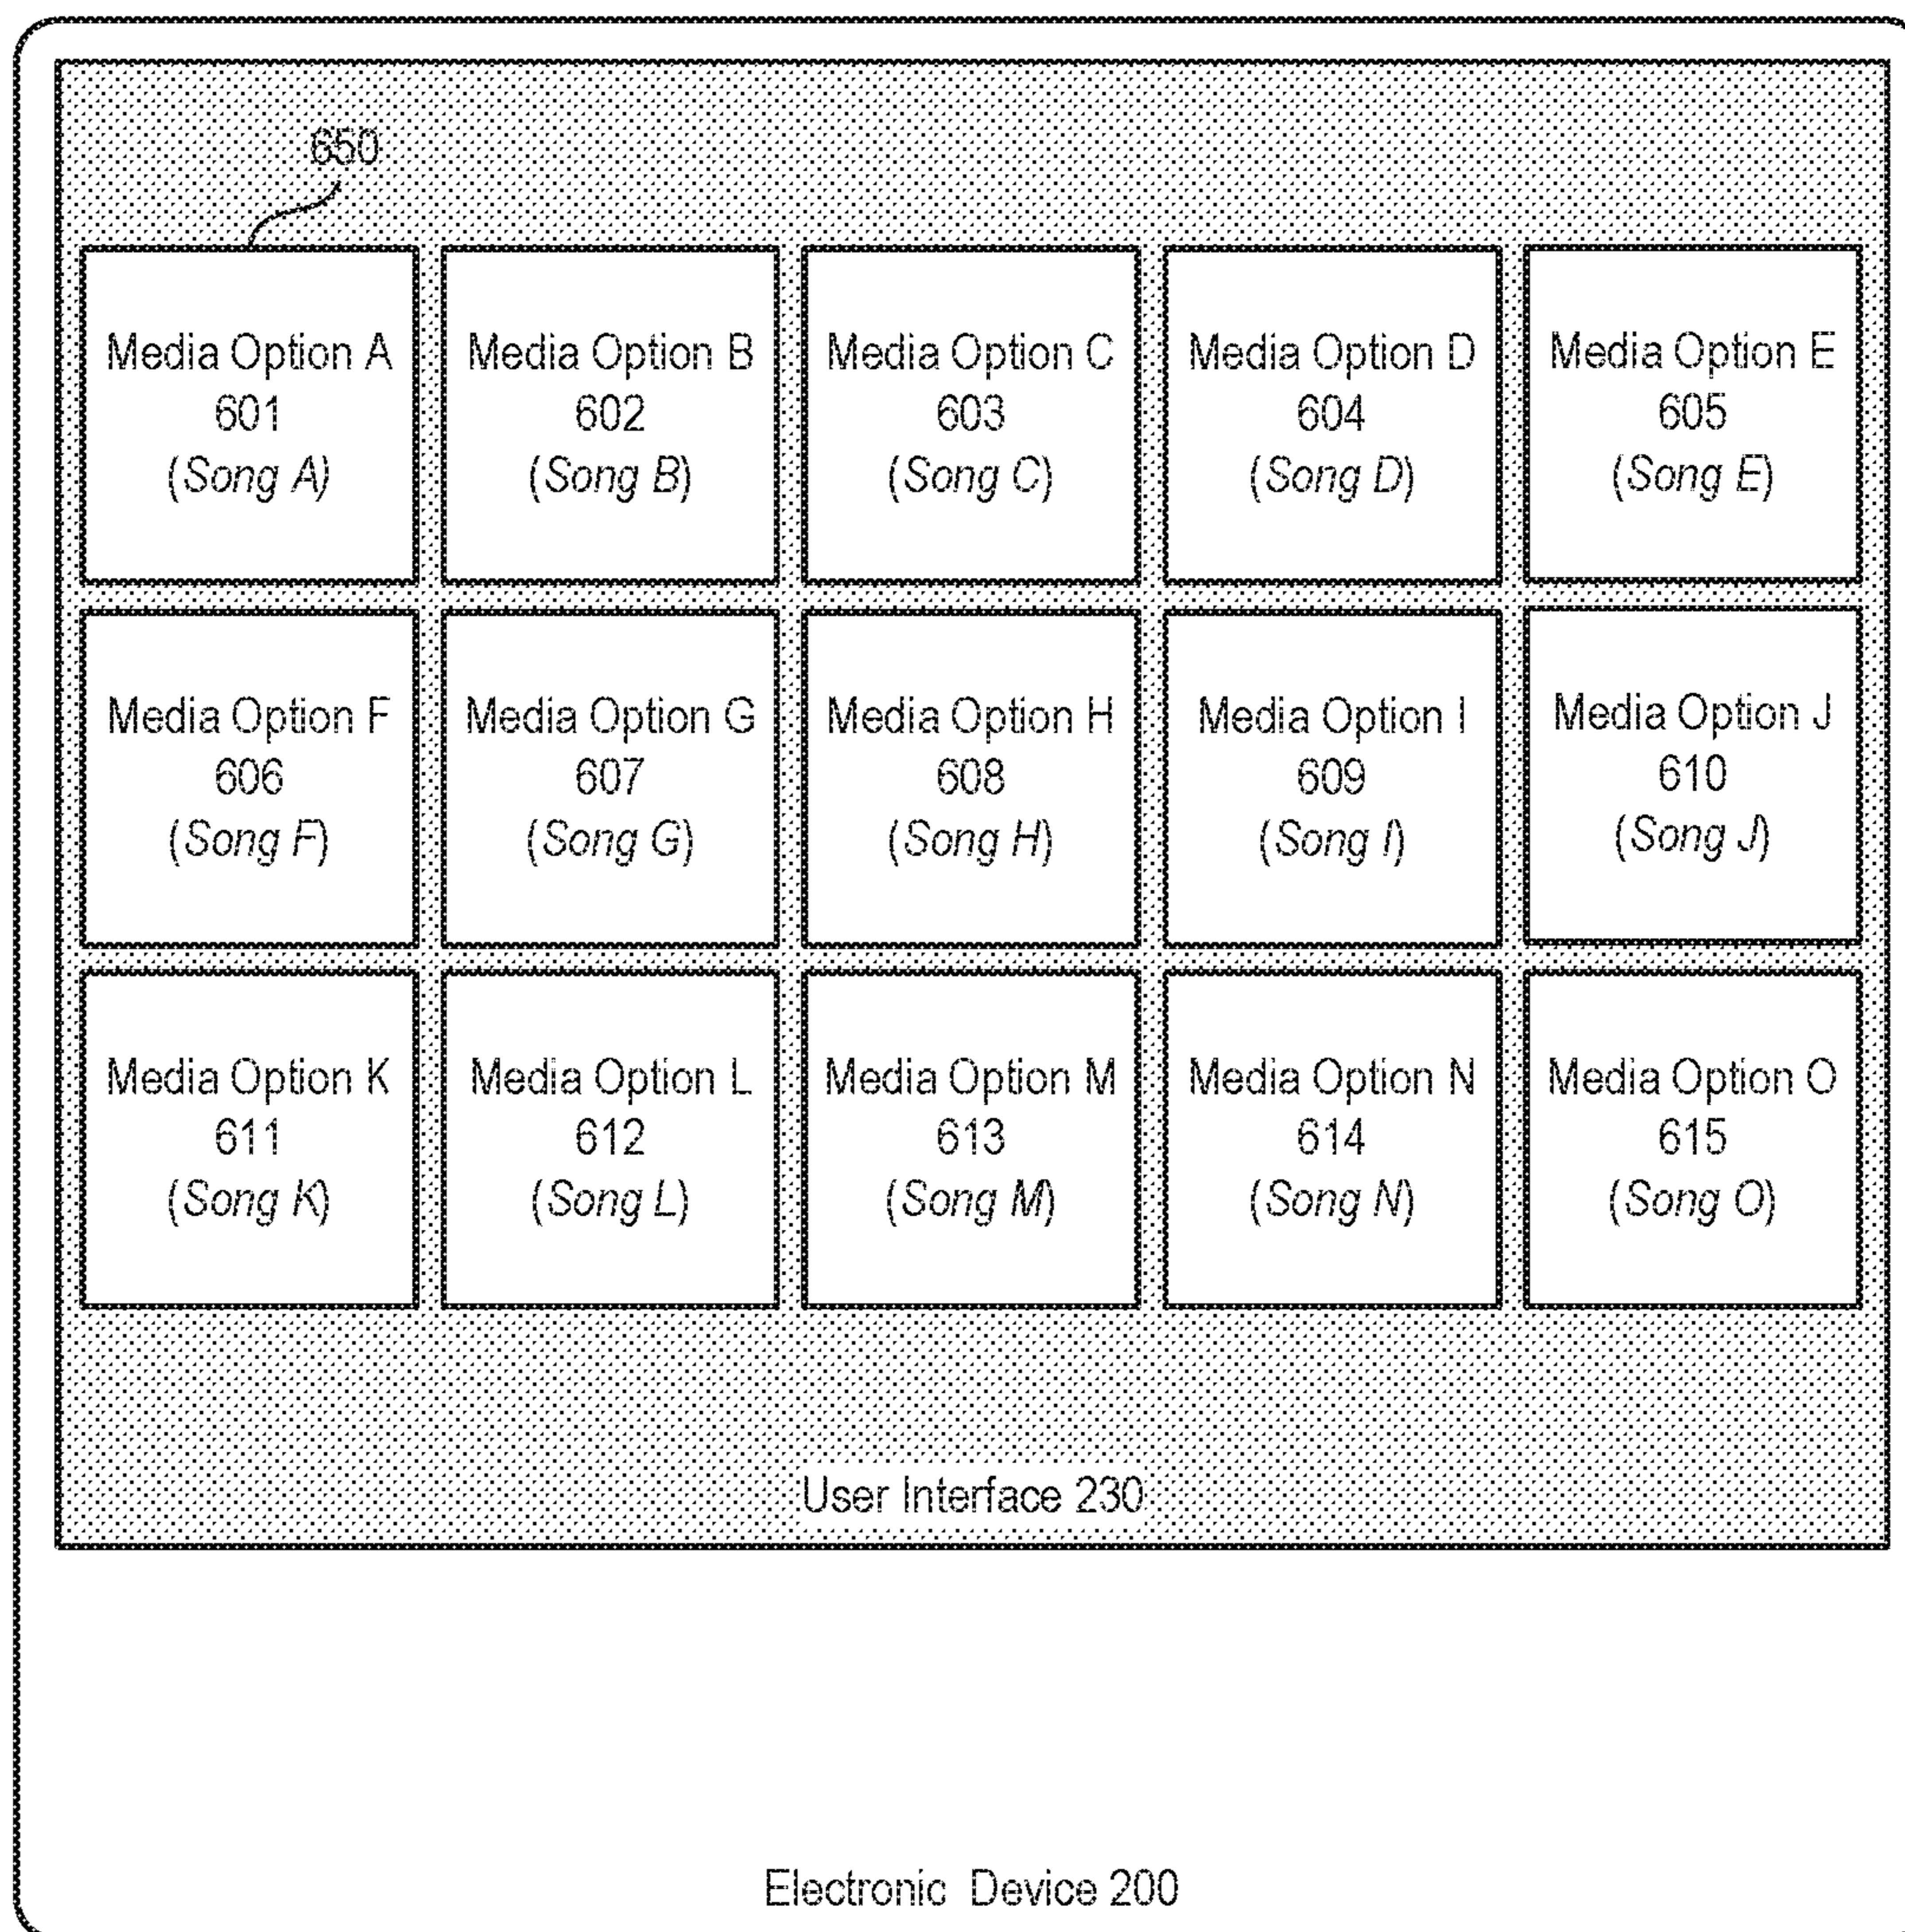 650
Media Option A
601
(Song A)
Media Option B
602
(Song B)
Media Option C
603
(Song C)
Media Option D
604
(Song D)
Media Option E
605
(Song E)
Media Option F
606
(Song F)
Media Option G
607
(Song G)
Media Option H
608
(Song H)
Media Option I
609
(Song I)
Media Option J
610
(Song J)
Media Option K
611
(Song K)
Media Option L
612
(Song L)
Media Option M
613
(Song M)
Media Option N
614
(Song N)
Media Option O
615
(Song O)
User Interface 230
Electronic Device 200